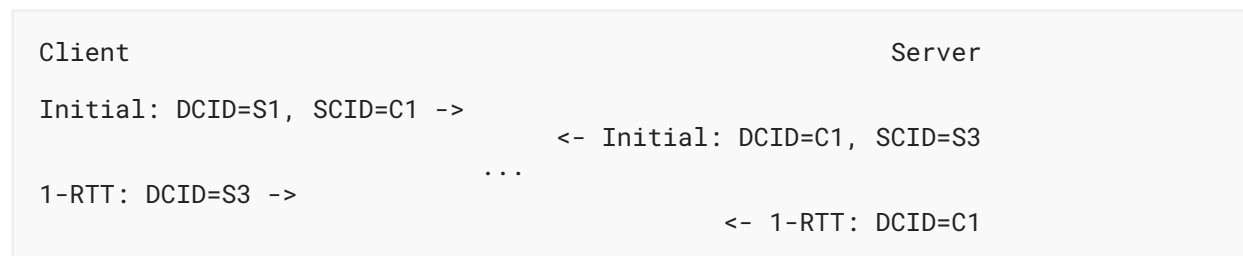 Client Server
Initial: DCID=S1, SCID=C1 ->
<- Initial: DCID=C1, SCID=S3
...
1-RTT: DCID=S3 ->
<- 1-RTT: DCID=C1